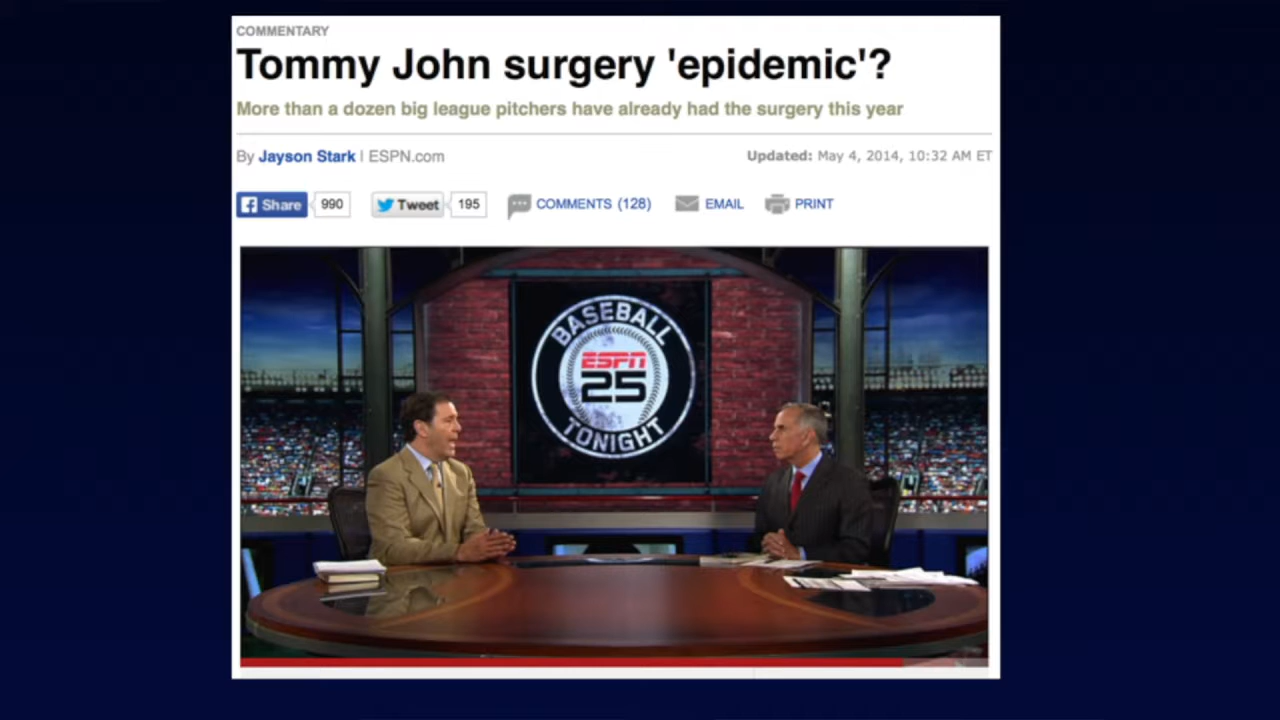 COMMENTARY
Tommy John surgery 'epidemic'?
More than a dozen big league pitchers have already had the surgery this year
By Jayson Stark | ESPN.com
Updated: May 4, 2014, 10:32 AM ET
Share 990 Tweet 195 COMMENTS (128) EMAIL PRINT
BASEBALL
ESPN
25
TONIGHT